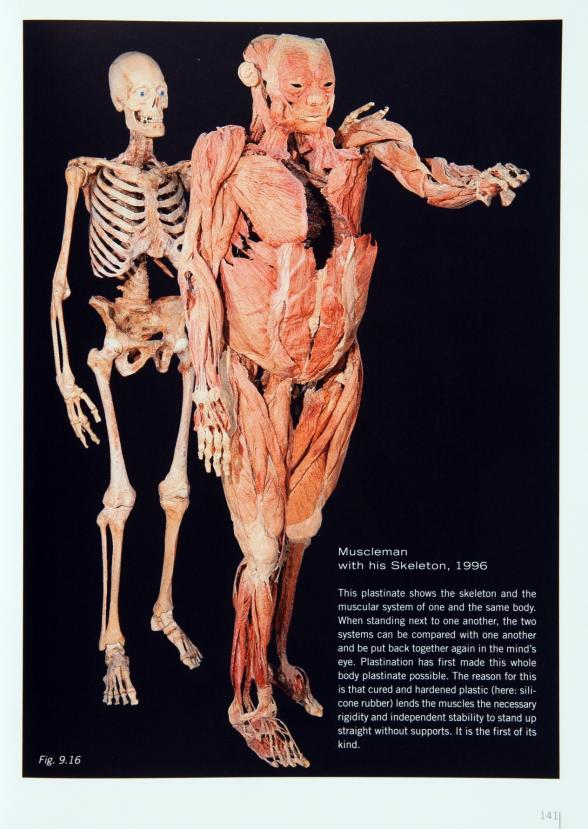 Muscleman
with his Skeleton, 1996
This plastinate shows the skeleton and the
muscular system of one and the same body.
When standing next to one another, the two
systems can be compared with one another
and be put back together again in the mind's
eye. Plastination has first made this whole
body plastinate possible. The reason for this
is that cured and hardened plastic (here: sili-
cone rubber) lends the muscles the necessary
rigidity and independent stability to stand up
straight without supports. It is the first of its
kind.
Fig. 9.16
141